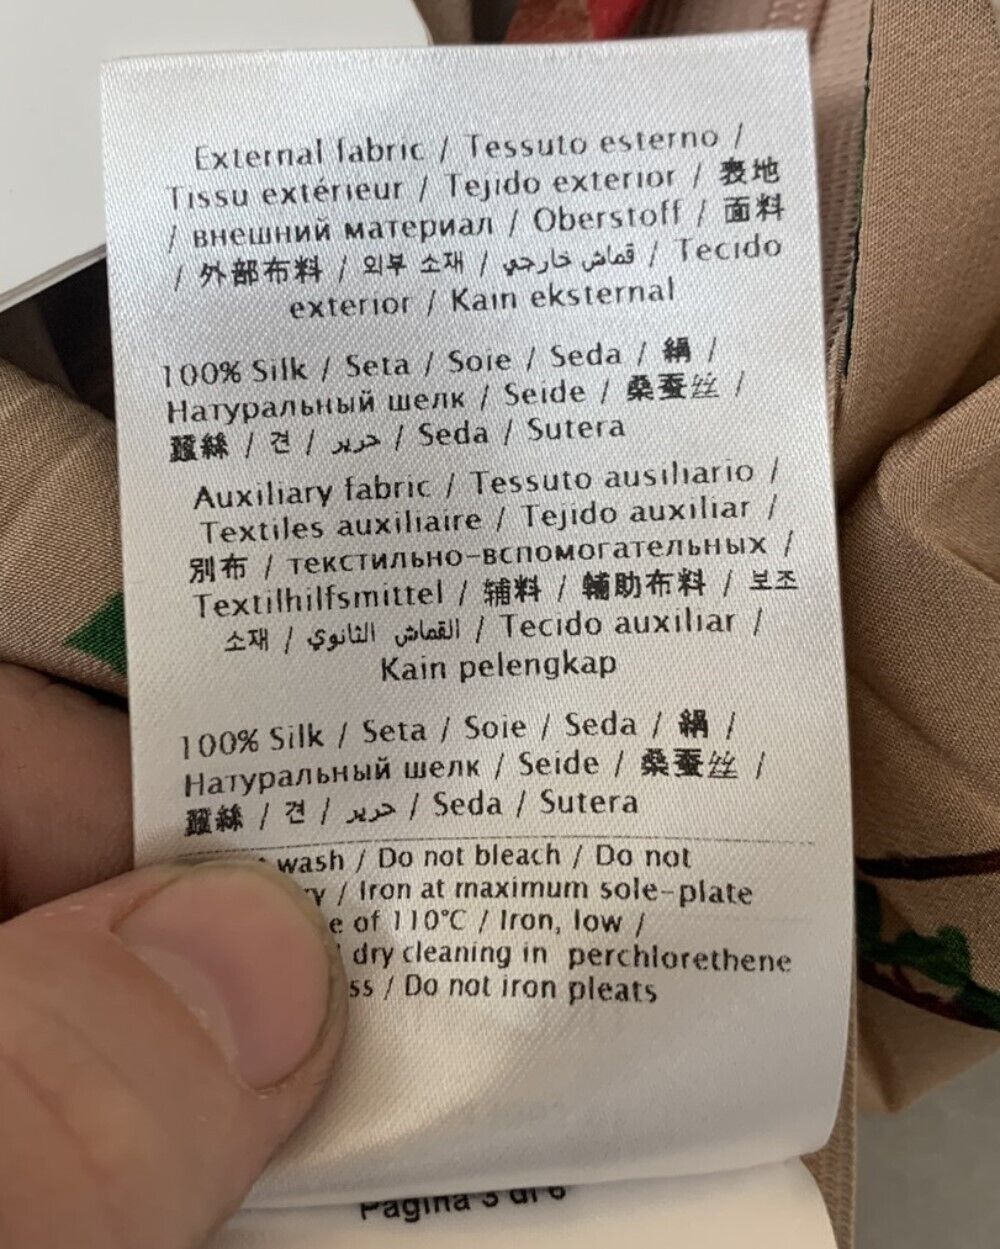 External fabric / Tessuto esterno /
Tissu extérieur / Tejido exterior / 表地
/ внешний материал / Oberstoff / 面料
/ 外部布料 / 외부 소재 / قماش خارجي / Tecido
exterior / Kain eksternal
100% Silk / Seta / Soie / Seda / 絹 /
Натуральный шелк / Seide / 桑蚕丝 /
蠶絲 / 견 / حرير / Seda / Sutera
Auxiliary fabric / Tessuto ausiliario /
Textiles auxiliaire / Tejido auxiliar /
別布 / текстильно-вспомогательных /
Textilhilfsmittel / 辅料 / 輔助布料 / 보조
소재 / القماش الثانوي / Tecido auxiliar /
Kain pelengkap
100% Silk / Seta / Soie / Seda / 絹 /
Натуральный шелк / Seide / 桑蚕丝 /
蠶絲 / 견 / حرير / Seda / Sutera
wash / Do not bleach / Do not
/ Iron at maximum sole-plate
of 110°C / Iron, low /
dry cleaning in perchlorethene
/ Do not iron pleats
Pagina 3 di 6